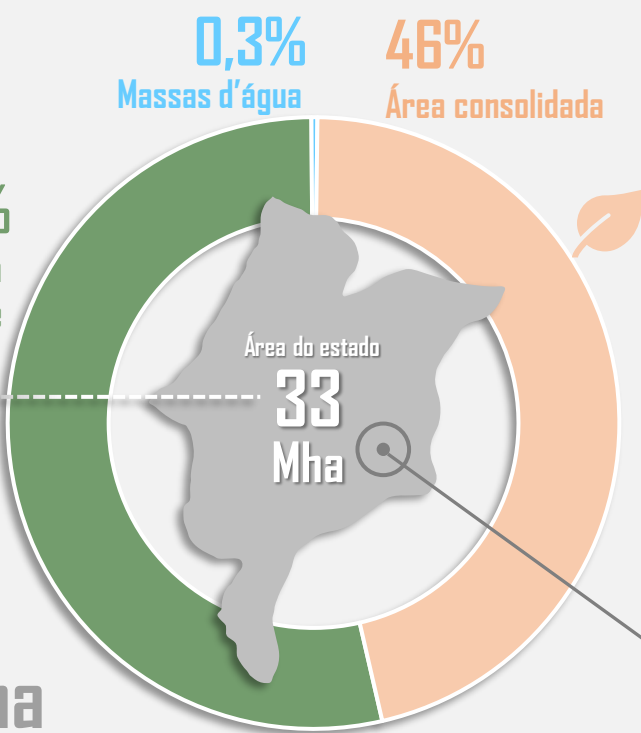 0,3%
Massas d'água
46%
Área consolidada
%
Área do estado
33
Mha